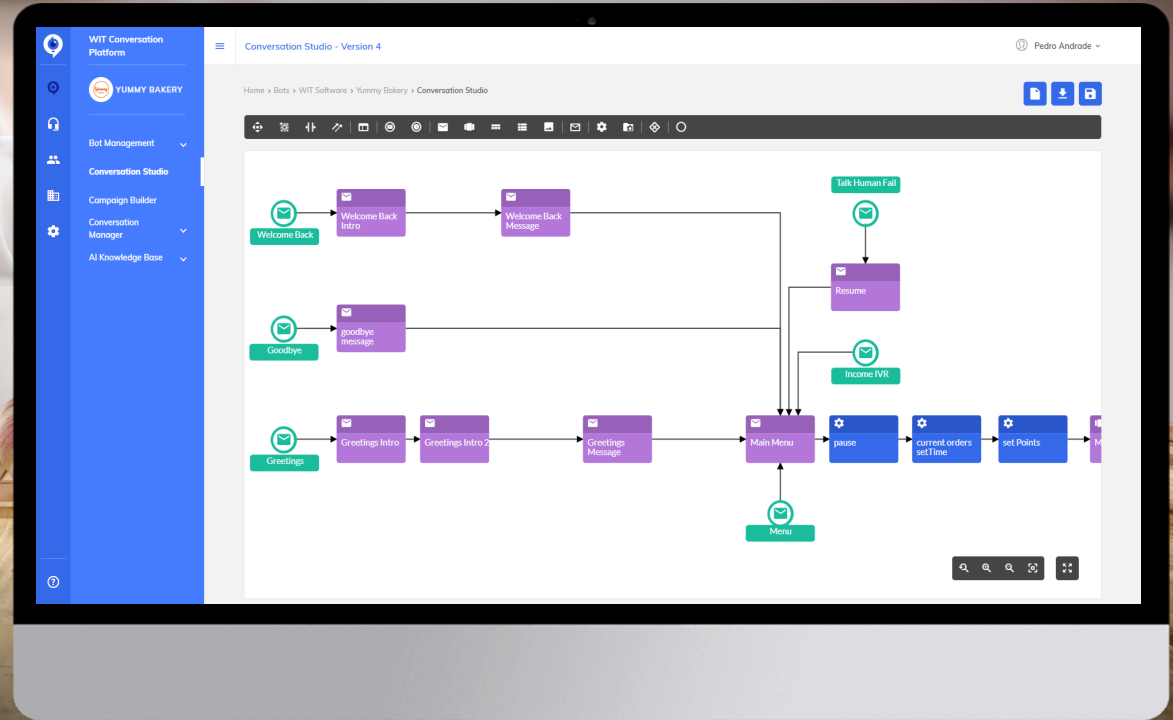 WIT Conversation
Platform
Conversation Studio - Version 4
Pedro Andrade
Yummy
YUMMY BAKERY
Home > Bots > WIT Software > Yummy Bakery > Conversation Studio
Bot Management
Conversation Studio
Campaign Builder
Conversation
Manager
AI Knowledge Base
Talk Human Fail
Welcome Back
Welcome Back
Intro
Welcome Back
Message
Resume
Goodbye
goodbye
message
Income IVR
Greetings
Greetings Intro
Greetings Intro 2
Greetings
Message
Main Menu
pause
current orders
setTime
set Points
M
Menu